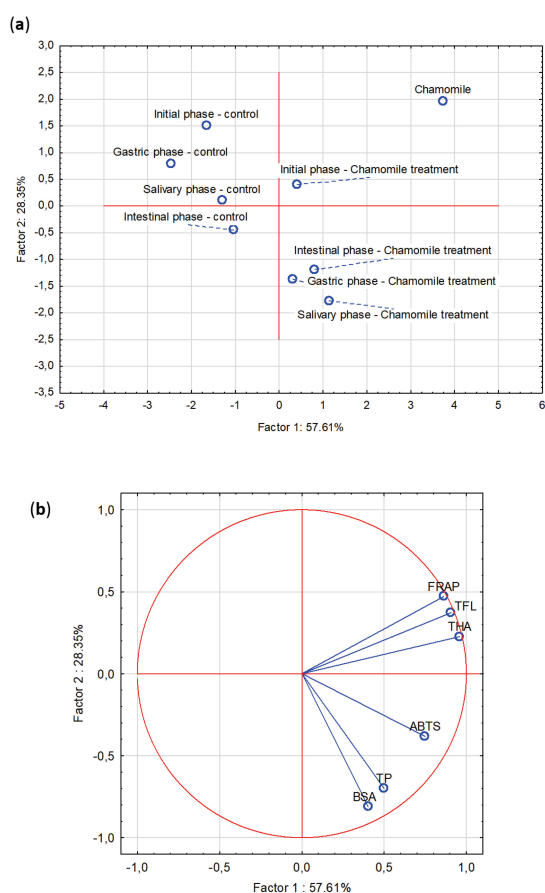 (a)
3,0
2,5
2,0
1,5
1,0
0,5
0,0
-0,5
-1,0
-1,5
-2,0
-2,5
-3,0
-3,5
Factor 2: 28.35%
Chamomile
Initial phase - control
Gastric phase - control
Initial phase - Chamomile treatment
Salivary phase - control
Intestinal phase - control
Intestinal phase - Chamomile treatment
Gastric phase - Chamomile treatment
Salivary phase - Chamomile treatment
-5 -4 -3 -2 -1 0 1 2 3 4 5 6
Factor 1: 57.61%
(b)
1,0
0,5
0,0
-0,5
-1,0
Factor 2 : 28.35%
FRAP
TFL
THA
ABTS
TP
BSA
-1,0 -0,5 0,0 0,5 1,0
Factor 1 : 57.61%